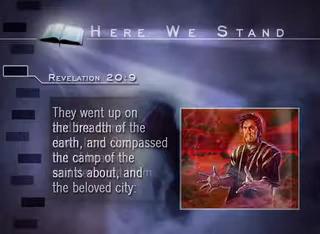 HERE WE STAND
REVELATION 20:9
They went up on
the breadth of the
earth, and compassed
the camp of the
saints about, and
the beloved city: